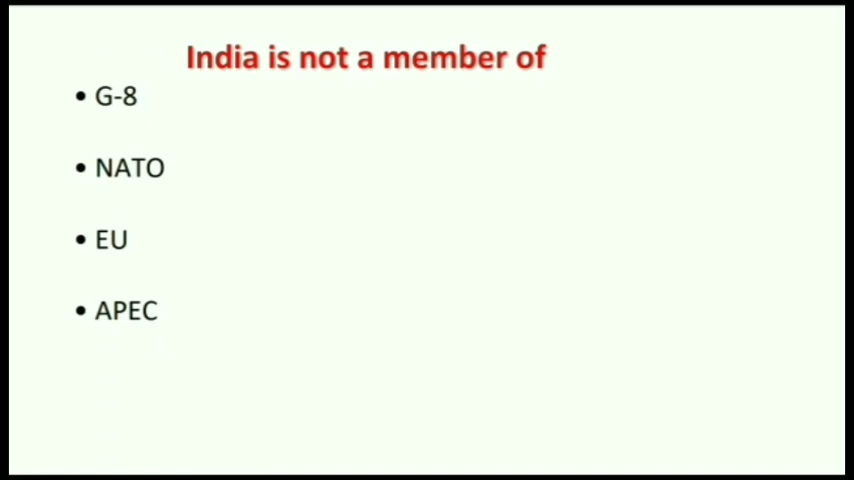 India is not a member of
• G-8
• NATO
• EU
• APEC